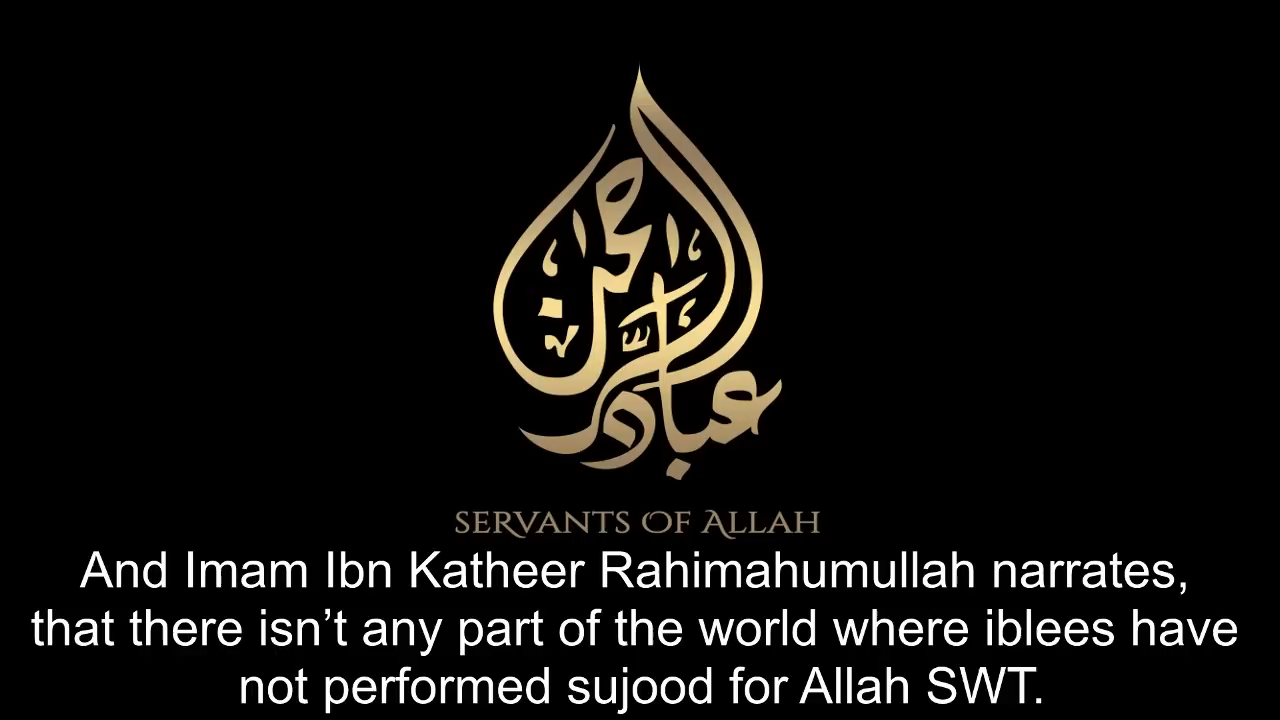 عباد الرحمن
SERVANTS OF ALLAH
And Imam Ibn Katheer Rahimahumullah narrates,
that there isn’t any part of the world where iblees have
not performed sujood for Allah SWT.